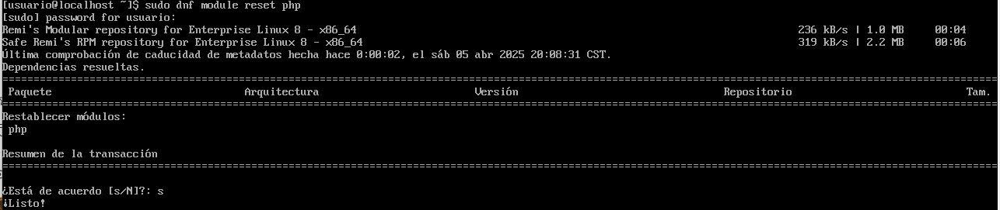 [usuario@localhost ~]$ sudo dnf module reset php
[sudo] password for usuario:
Remi's Modular repository for Enterprise Linux 8 - x86_64 236 kB/s | 1.0 MB 00:04
Safe Remi's RPM repository for Enterprise Linux 8 - x86_64 319 kB/s | 2.2 MB 00:06
Última comprobación de caducidad de metadatos hecha hace 0:00:02, el sáb 05 abr 2025 20:08:31 CST.
Dependencias resueltas.
Paquete Arquitectura Versión Repositorio Tam.
Restablecer módulos:
php
Resumen de la transacción
¿Está de acuerdo [s/N]?: s
¡Listo!